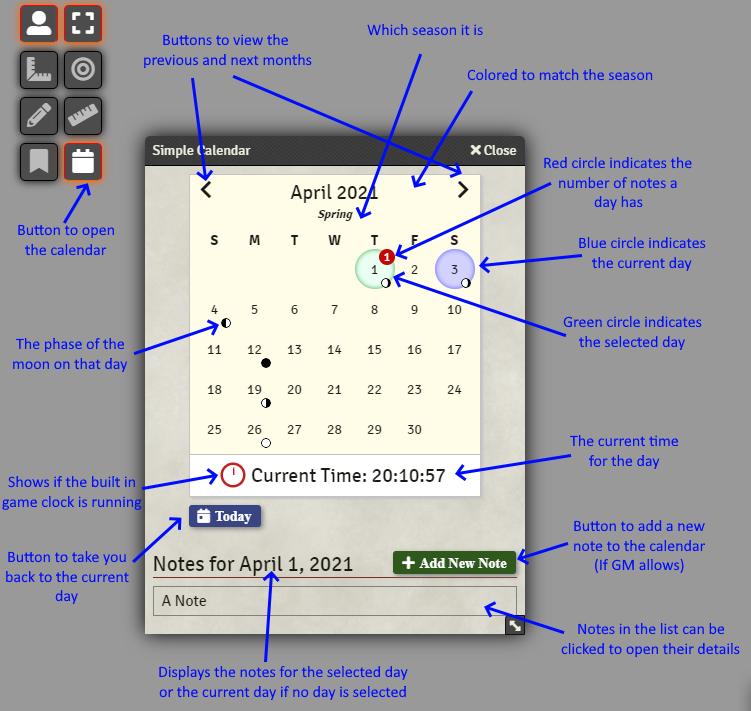 Which season it is
Buttons to view the
previous and next months
Colored to match the season
Simple Calendar
Close
Red circle indicates the
number of notes a
day has
April 2021
Spring
Button to open
the calendar
S M T W T F S
1
1 2 3
Blue circle indicates
the current day
4 5 6 7 8 9 10
Green circle indicates
the selected day
The phase of the
moon on that day
11 12 13 14 15 16 17
18 19 20 21 22 23 24
25 26 27 28 29 30
The current time
for the day
Shows if the built in
game clock is running
Current Time: 20:10:57
Today
Button to take you
back to the current
day
Button to add a new
note to the calendar
(If GM allows)
Notes for April 1, 2021
Add New Note
A Note
Notes in the list can be
clicked to open their details
Displays the notes for the selected day
or the current day if no day is selected